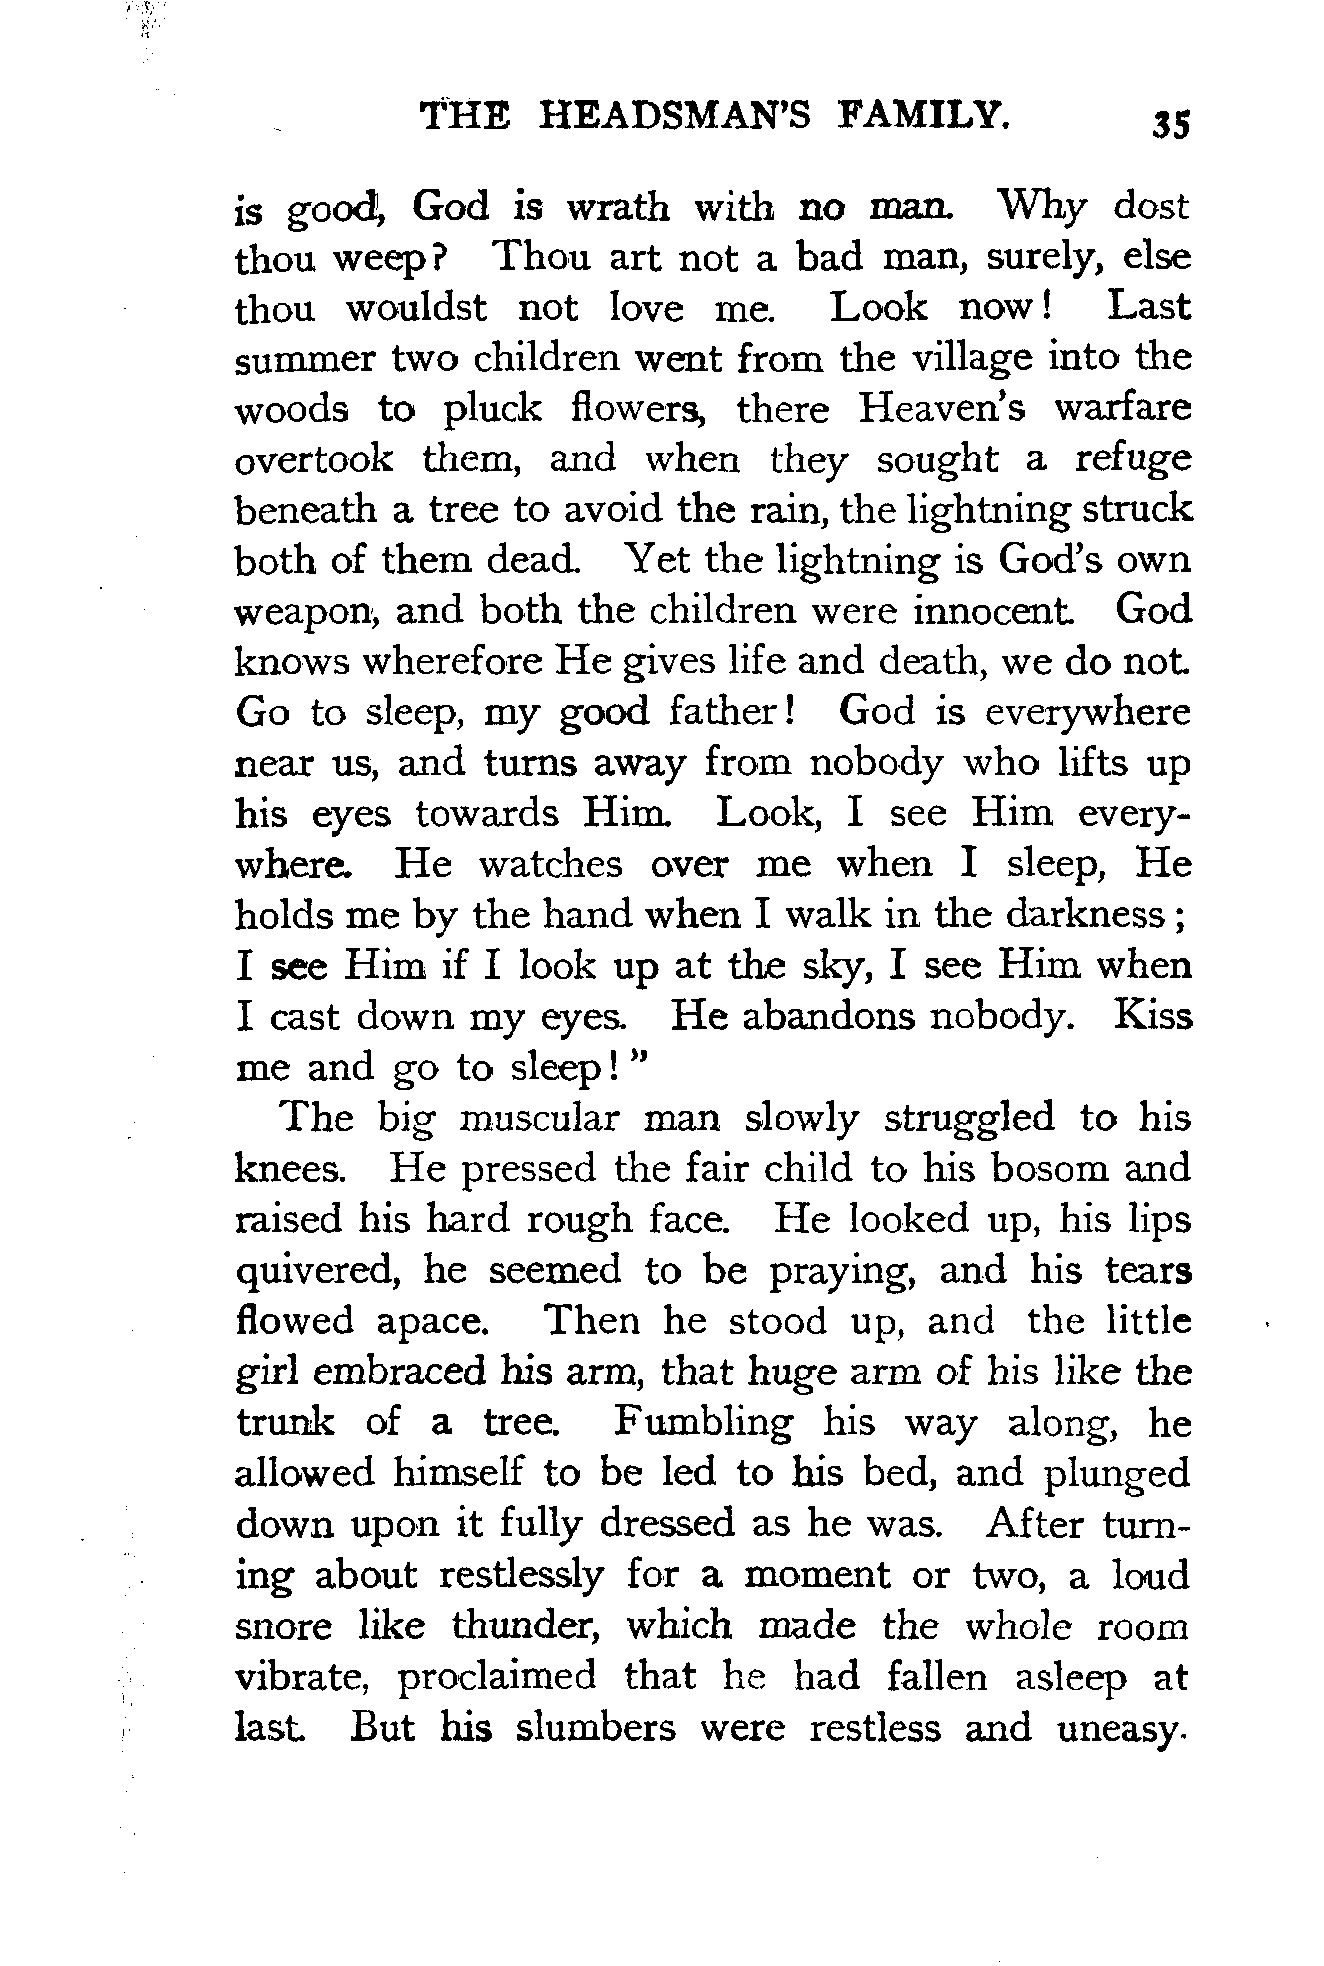 THE HEADSMAN'S FAMILY. 35
is good, God is wrath with no man. Why dost
thou weep? Thou art not a bad man, surely, else
thou wouldst not love me. Look now! Last
summer two children went from the village into the
woods to pluck flowers, there Heaven's warfare
overtook them, and when they sought a refuge
beneath a tree to avoid the rain, the lightning struck
both of them dead. Yet the lightning is God's own
weapon, and both the children were innocent. God
knows wherefore He gives life and death, we do not.
Go to sleep, my good father! God is everywhere
near us, and turns away from nobody who lifts up
his eyes towards Him. Look, I see Him every-
where. He watches over me when I sleep, He
holds me by the hand when I walk in the darkness;
I see Him if I look up at the sky, I see Him when
I cast down my eyes. He abandons nobody. Kiss
me and go to sleep!"
The big muscular man slowly struggled to his
knees. He pressed the fair child to his bosom and
raised his hard rough face. He looked up, his lips
quivered, he seemed to be praying, and his tears
flowed apace. Then he stood up, and the little
girl embraced his arm, that huge arm of his like the
trunk of a tree. Fumbling his way along, he
allowed himself to be led to his bed, and plunged
down upon it fully dressed as he was. After turn-
ing about restlessly for a moment or two, a loud
snore like thunder, which made the whole room
vibrate, proclaimed that he had fallen asleep at
last. But his slumbers were restless and uneasy.